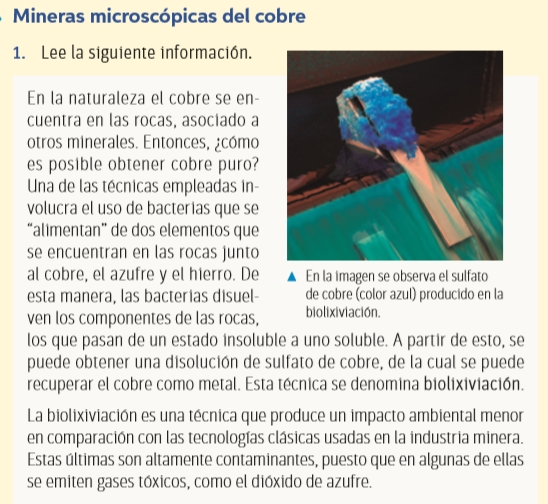 Mineras microscópicas del cobre
1. Lee la siguiente información.
En la naturaleza el cobre se en-
cuentra en las rocas, asociado a
otros minerales. Entonces, ¿cómo
es posible obtener cobre puro?
Una de las técnicas empleadas in-
volucra el uso de bacterias que se
“alimentan” de dos elementos que
se encuentran en las rocas junto
al cobre, el azufre y el hierro. De
esta manera, las bacterias disuel-
ven los componentes de las rocas,
los que pasan de un estado insoluble a uno soluble. A partir de esto, se
puede obtener una disolución de sulfato de cobre, de la cual se puede
recuperar el cobre como metal. Esta técnica se denomina biolixiviación.
▲ En la imagen se observa el sulfato
de cobre (color azul) producido en la
biolixiviación.
La biolixiviación es una técnica que produce un impacto ambiental menor
en comparación con las tecnologías clásicas usadas en la industria minera.
Estas últimas son altamente contaminantes, puesto que en algunas de ellas
se emiten gases tóxicos, como el dióxido de azufre.